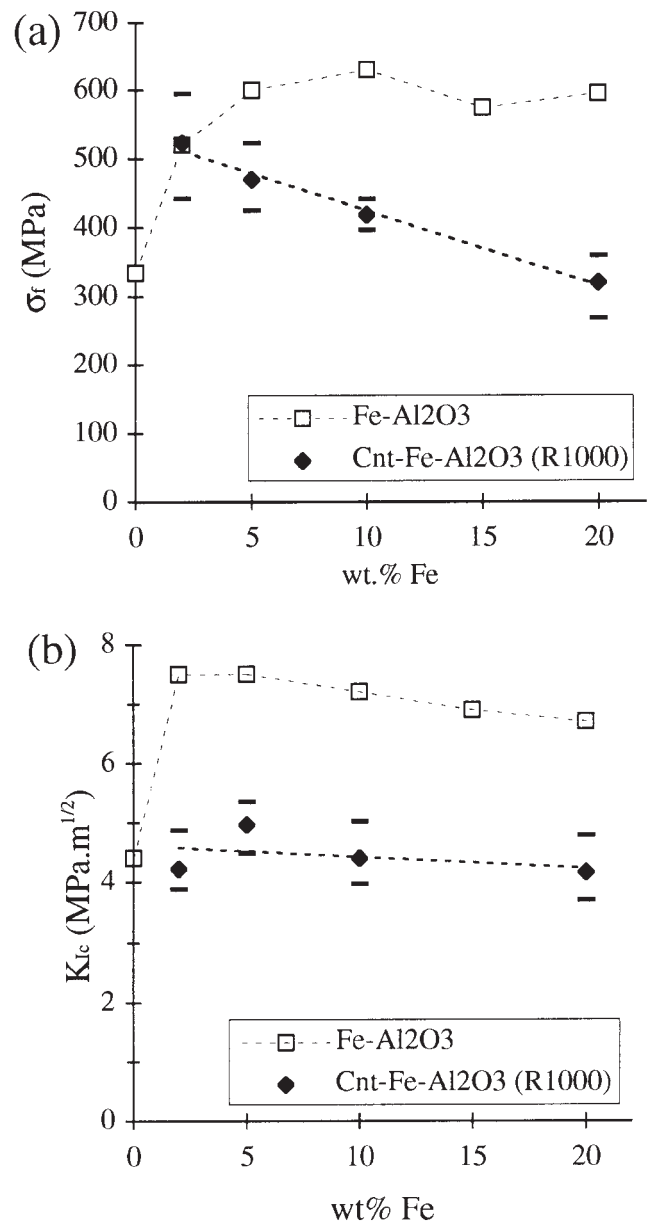 (a)
700
600
500
400
300
200
100
0
σf (MPa)
Fe-Al2O3
Cnt-Fe-Al2O3 (R1000)
0 5 10 15 20
wt.% Fe
(b)
8
6
4
2
0
KIc (MPa.m1/2)
Fe-Al2O3
Cnt-Fe-Al2O3 (R1000)
0 5 10 15 20
wt% Fe